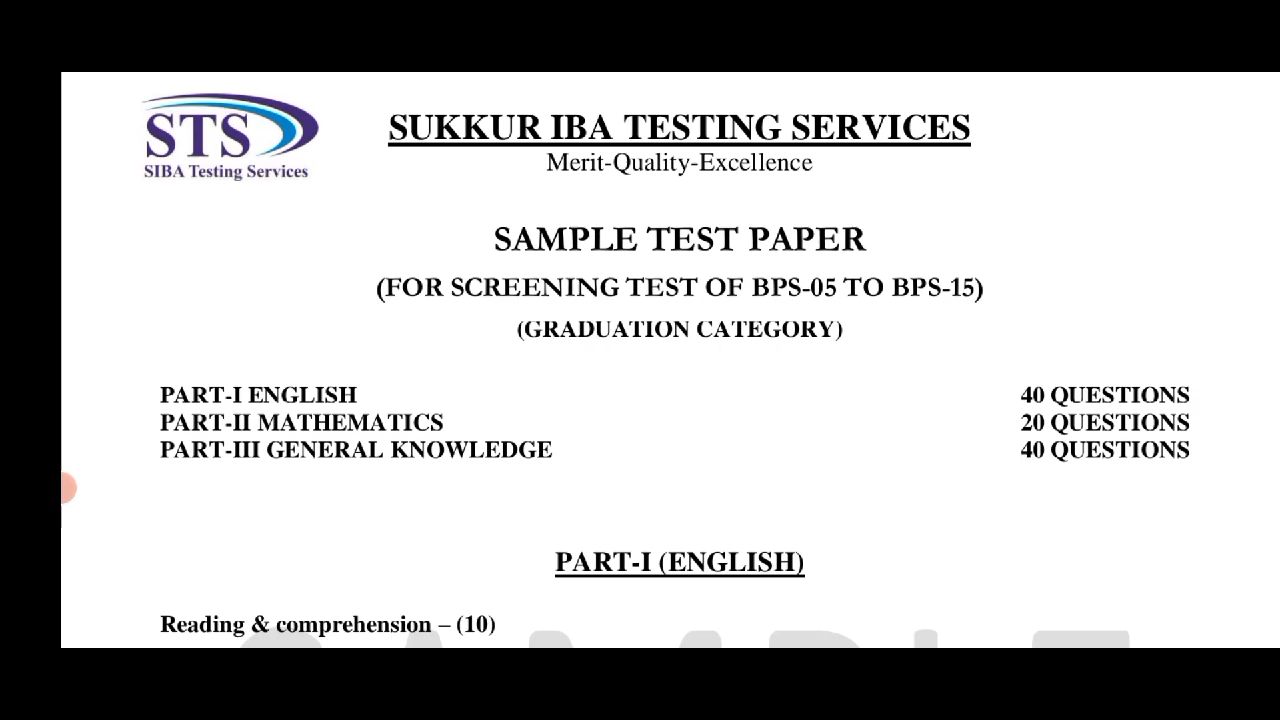 STS
SIBA Testing Services
SUKKUR IBA TESTING SERVICES
Merit-Quality-Excellence
SAMPLE TEST PAPER
(FOR SCREENING TEST OF BPS-05 TO BPS-15)
(GRADUATION CATEGORY)
PART-I ENGLISH 40 QUESTIONS
PART-II MATHEMATICS 20 QUESTIONS
PART-III GENERAL KNOWLEDGE 40 QUESTIONS
PART-I (ENGLISH)
Reading & comprehension – (10)